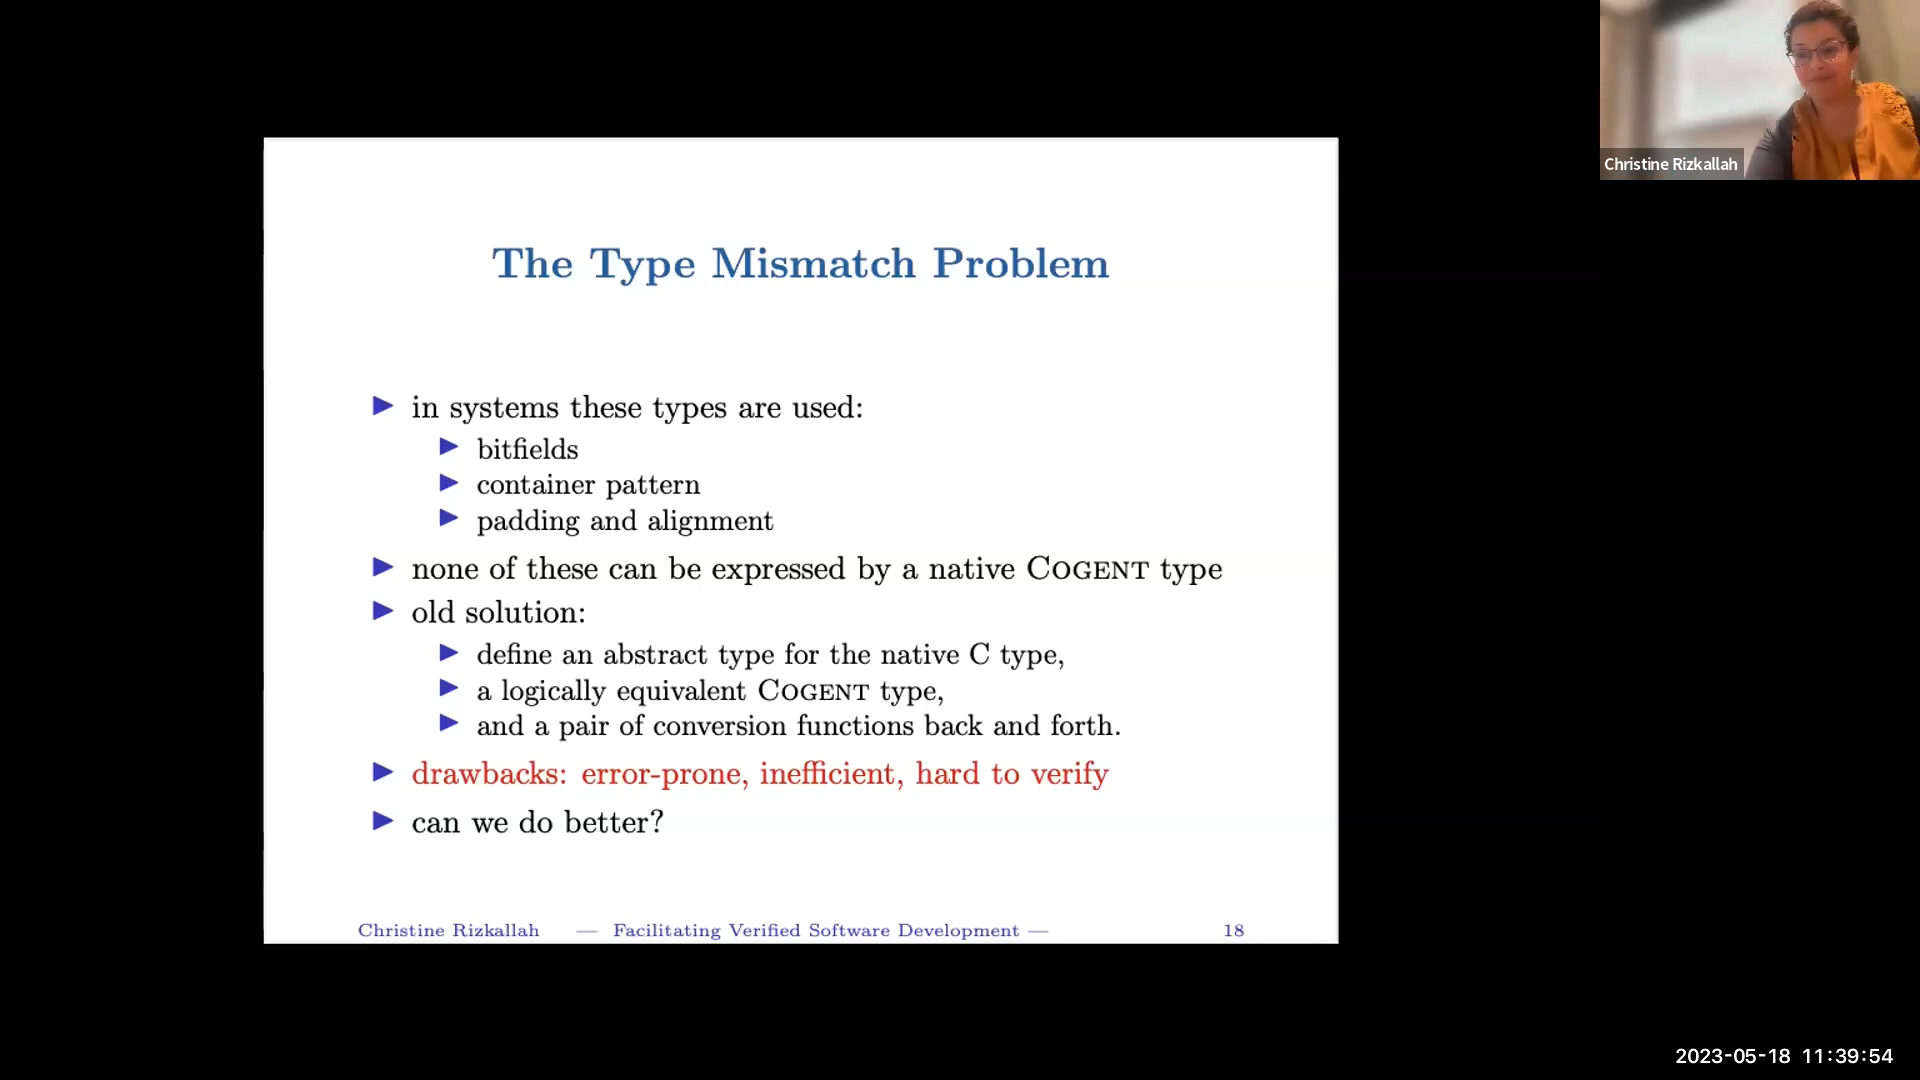 Christine Rizkallah
The Type Mismatch Problem
▶ in systems these types are used:
▶ bitfields
▶ container pattern
▶ padding and alignment
▶ none of these can be expressed by a native COGENT type
▶ old solution:
▶ define an abstract type for the native C type,
▶ a logically equivalent COGENT type,
▶ and a pair of conversion functions back and forth.
▶ drawbacks: error-prone, inefficient, hard to verify
▶ can we do better?
Christine Rizkallah — Facilitating Verified Software Development — 18
2023-05-18 11:39:54